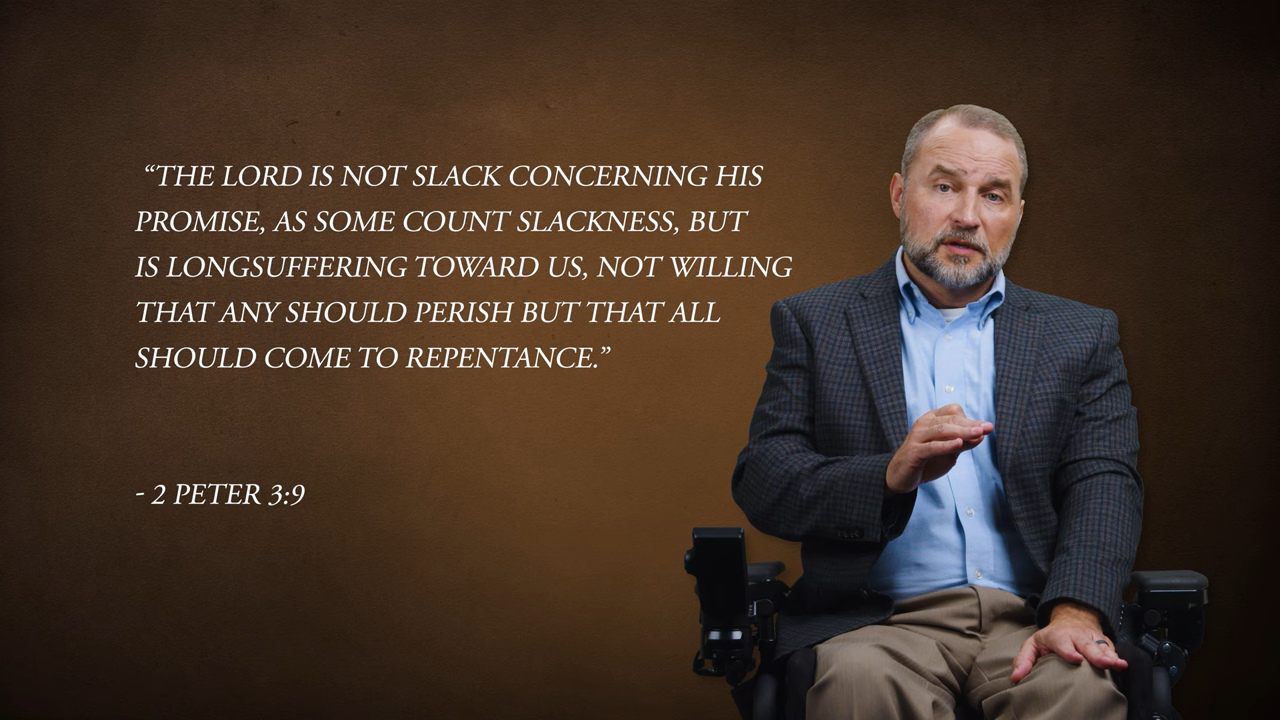 “THE LORD IS NOT SLACK CONCERNING HIS
PROMISE, AS SOME COUNT SLACKNESS, BUT
IS LONGSUFFERING TOWARD US, NOT WILLING
THAT ANY SHOULD PERISH BUT THAT ALL
SHOULD COME TO REPENTANCE.”
- 2 PETER 3:9